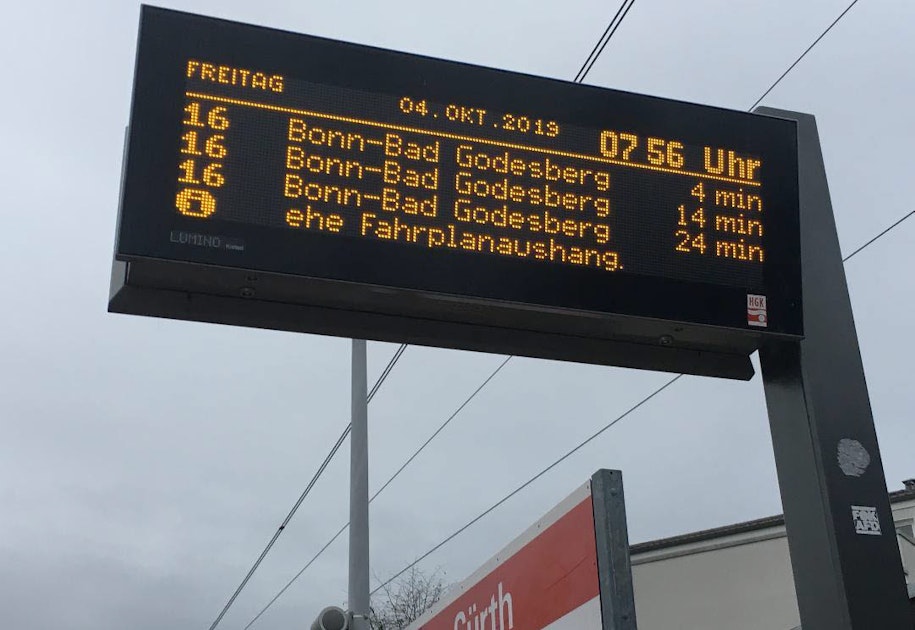 FREITAG
04.OKT.2019
07 56 Uhr
16 Bonn-Bad Godesberg 4 min
16 Bonn-Bad Godesberg 14 min
16 Bonn-Bad Godesberg 24 min
ehe Fahrplanaushang.
LUMINO
HGK
Sürth